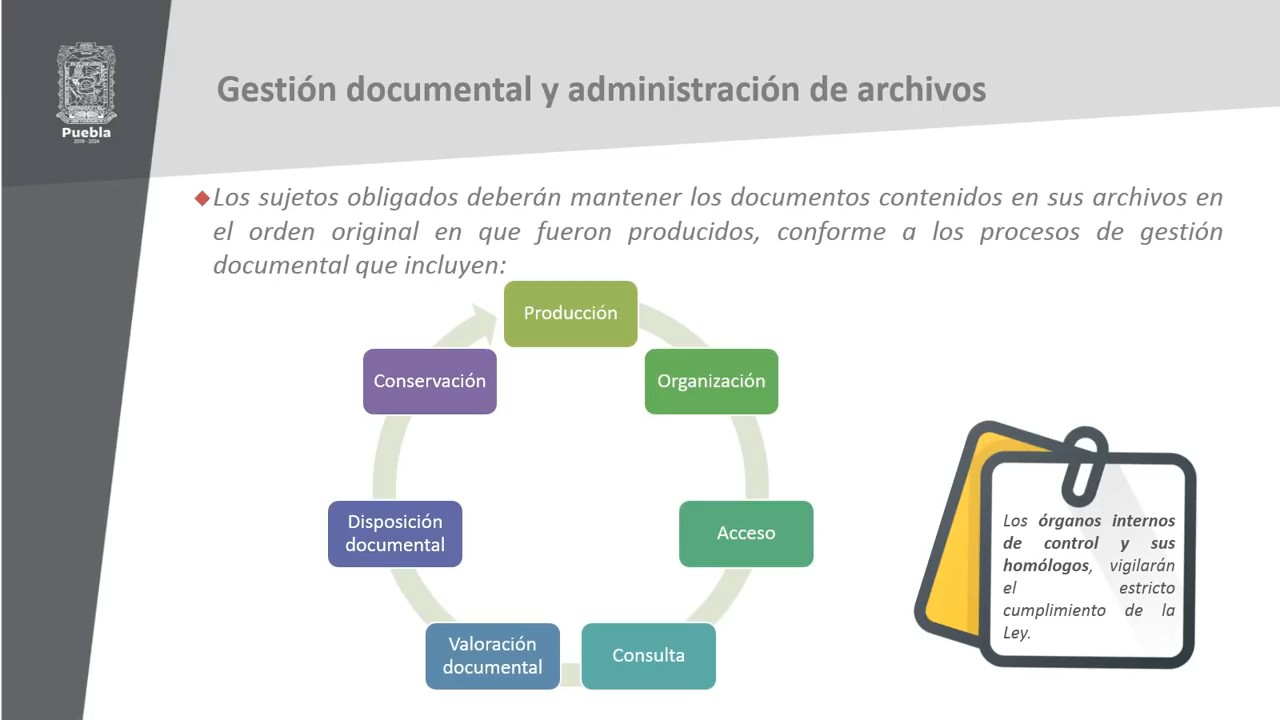 Puebla
2019 - 2024
Gestión documental y administración de archivos
Los sujetos obligados deberán mantener los documentos contenidos en sus archivos en
el orden original en que fueron producidos, conforme a los procesos de gestión
documental que incluyen:
Producción
Organización
Acceso
Consulta
Valoración
documental
Disposición
documental
Conservación
Los órganos internos
de control y sus
homólogos, vigilarán
el estricto
cumplimiento de la
Ley.